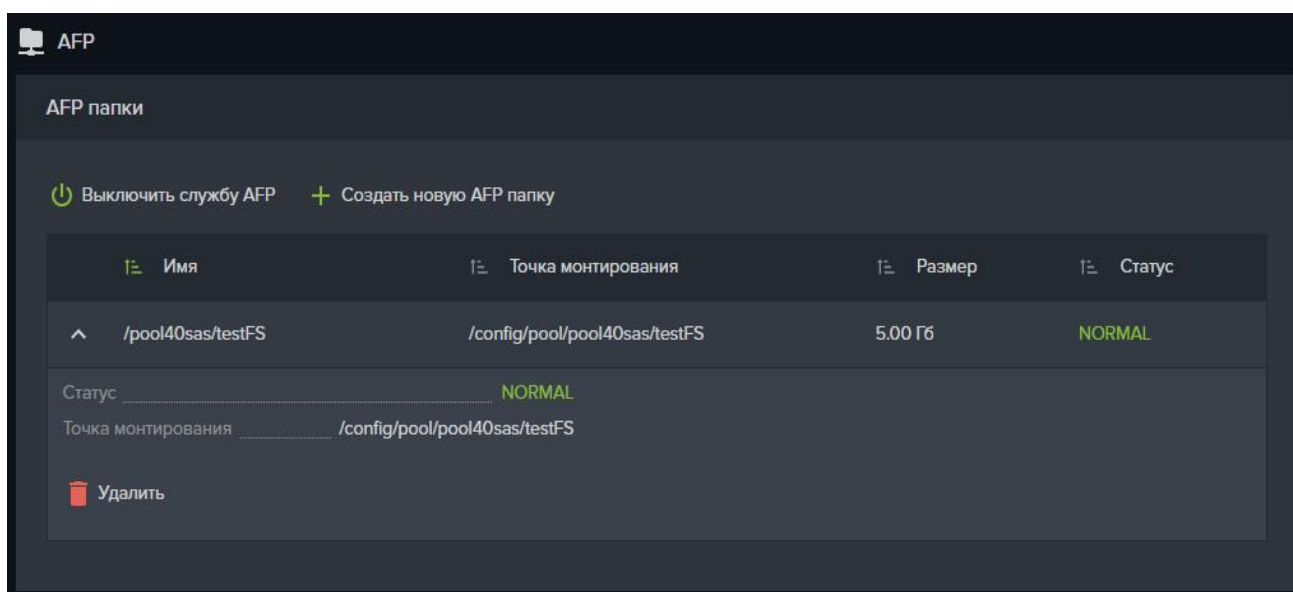 AFP
AFP папки
Выключить службу AFP Создать новую AFP папку
Имя Точка монтирования Размер Статус
/pool40sas/testFS /config/pool/pool40sas/testFS 5.00 Гб NORMAL
Статус NORMAL
Точка монтирования /config/pool/pool40sas/testFS
Удалить